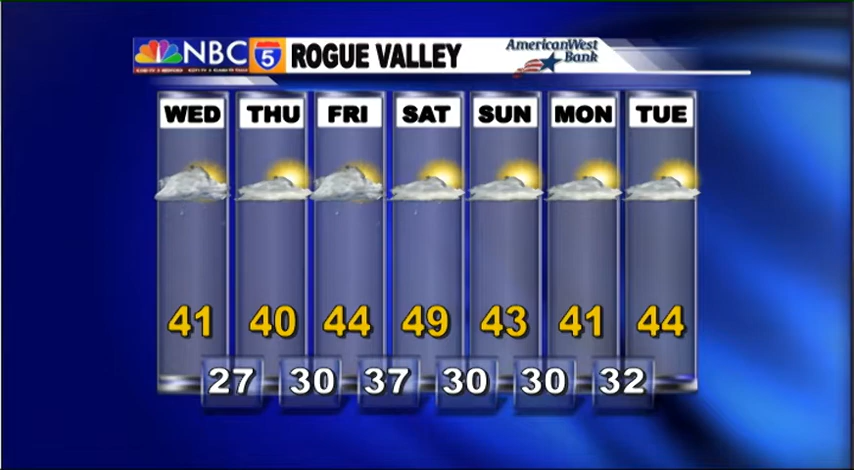 NBC 5 ROGUE VALLEY
AmericanWest
Bank
WED THU FRI SAT SUN MON TUE
41 40 44 49 43 41 44
27 30 37 30 30 32